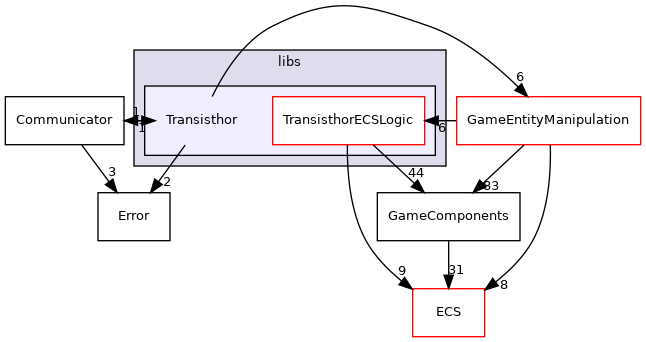 libs
6
Communicator
1
1
Transisthor
TransisthorECSLogic
6
GameEntityManipulation
3
2
44
33
Error
GameComponents
9
31
8
ECS